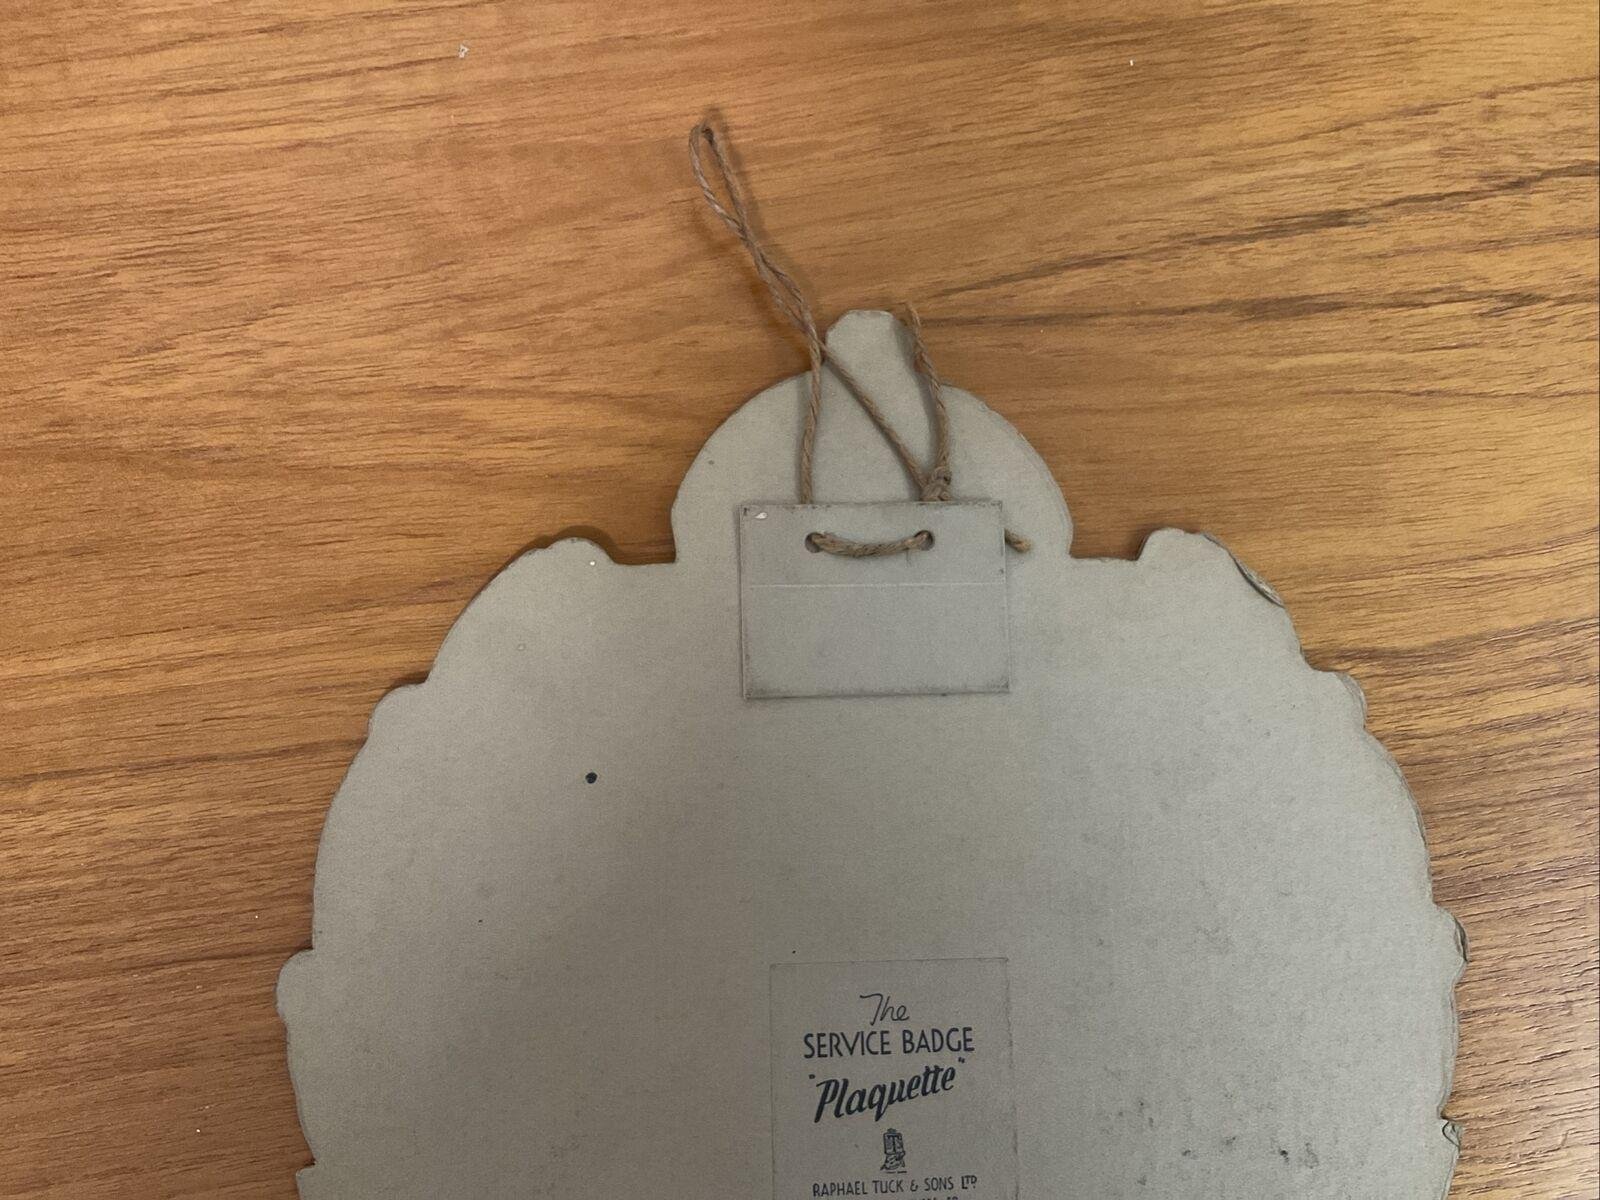 The
SERVICE BADGE
"Plaquette"
RAPHAEL TUCK & SONS LTD